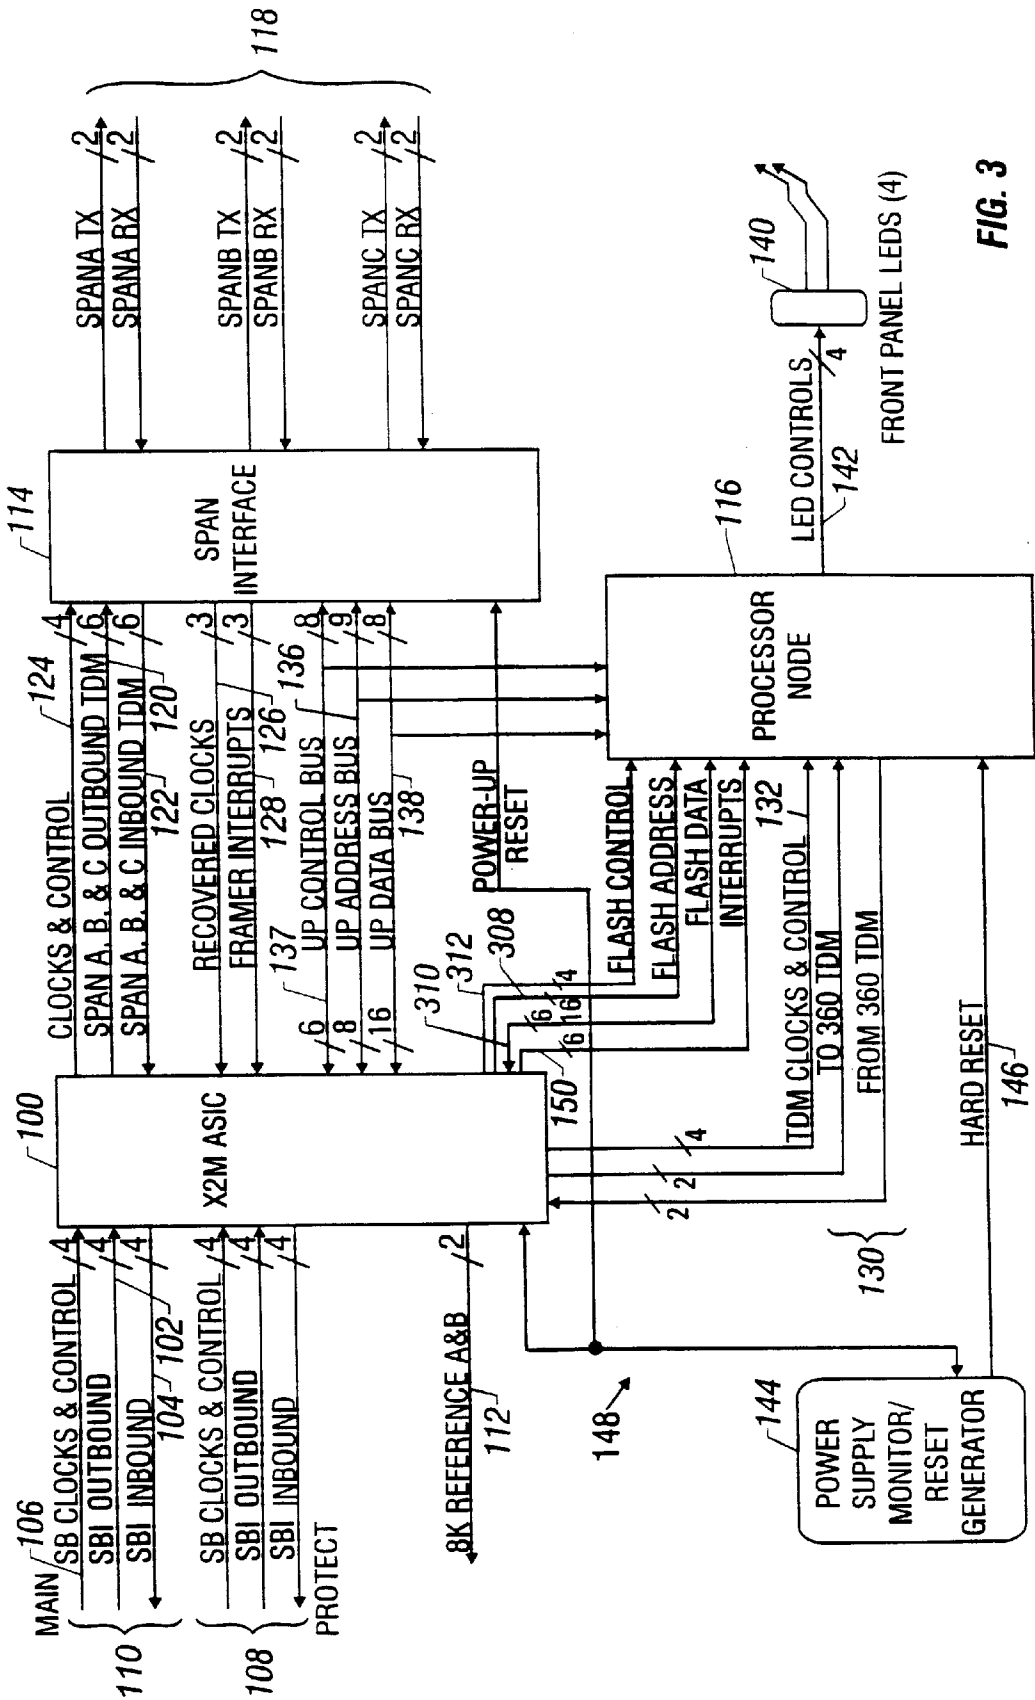 MAIN
106
SB CLOCKS & CONTROL
4
SBI OUTBOUND
4
102
SBI INBOUND
4
104
110
SB CLOCKS & CONTROL
4
SBI OUTBOUND
4
SBI INBOUND
4
108
PROTECT
8K REFERENCE A&B
2
112
100
X2M ASIC
CLOCKS & CONTROL
124
4
SPAN A, B, & C OUTBOUND TDM
6
120
SPAN A, B, & C INBOUND TDM
6
122
RECOVERED CLOCKS
3
126
FRAMER INTERRUPTS
3
128
137
6
UP CONTROL BUS
8
136
8
UP ADDRESS BUS
9
16
UP DATA BUS
8
138
114
SPAN
INTERFACE
SPANA TX
2
SPANA RX
2
SPANB TX
2
SPANB RX
2
SPANC TX
2
SPANC RX
2
118
POWER-UP
RESET
310
312
308
4
16
6
6
150
FLASH CONTROL
FLASH ADDRESS
FLASH DATA
INTERRUPTS
4
TDM CLOCKS & CONTROL
132
2
TO 360 TDM
2
FROM 360 TDM
130
116
PROCESSOR
NODE
LED CONTROLS
142
4
140
FRONT PANEL LEDS (4)
148
144
POWER
SUPPLY
MONITOR/
RESET
GENERATOR
HARD RESET
146
FIG. 3